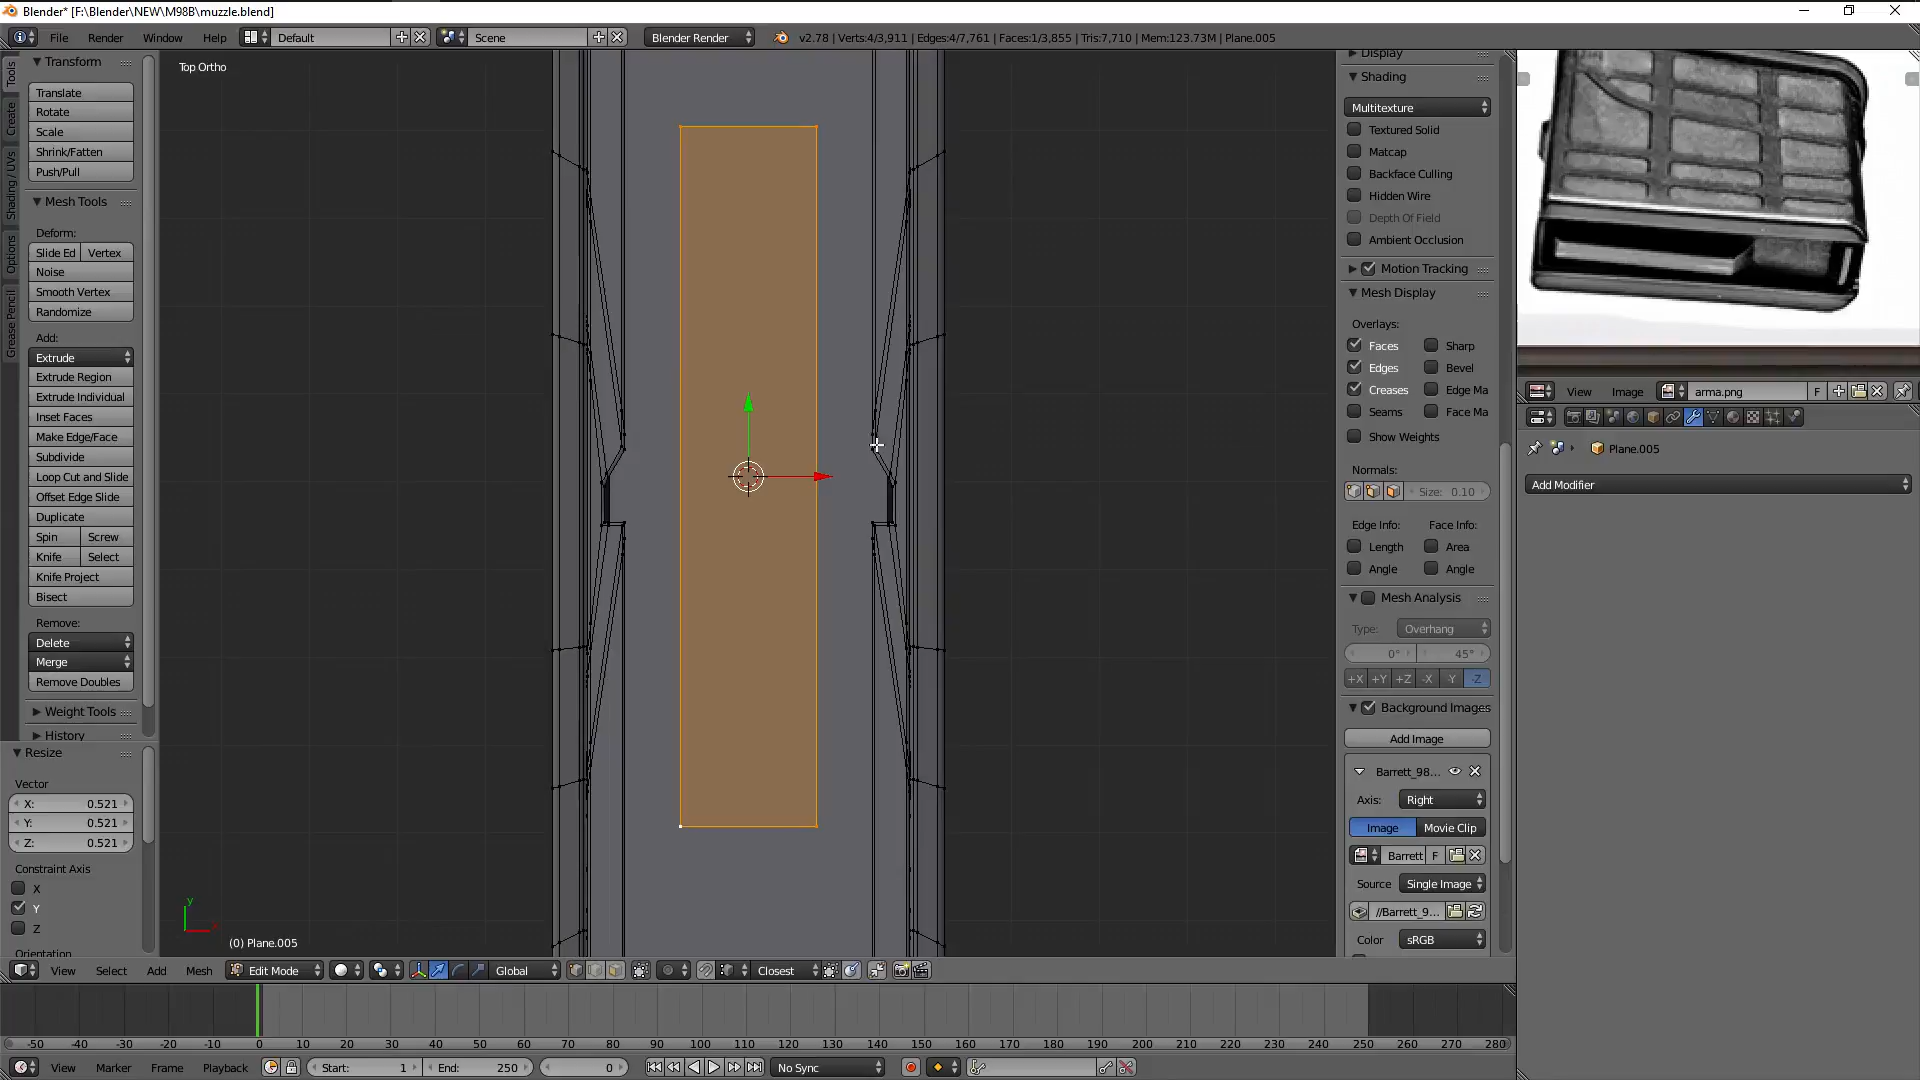 Blender* [F:\Blender\NEW\M98B\muzzle.blend]
File Render Window Help Default Scene Blender Render v2.78 | Verts:4/3,911 | Edges:4/7,761 | Faces:1/3,855 | Tris:7,710 | Mem:123.73M | Plane.005
Tools
Create
Shading / UVs
Options
Grease Pencil
Transform
Translate
Rotate
Scale
Shrink/Fatten
Push/Pull
Mesh Tools
Deform:
Slide Ed Vertex
Noise
Smooth Vertex
Randomize
Add:
Extrude
Extrude Region
Extrude Individual
Inset Faces
Make Edge/Face
Subdivide
Loop Cut and Slide
Offset Edge Slide
Duplicate
Spin Screw
Knife Select
Knife Project
Bisect
Remove:
Delete
Merge
Remove Doubles
Weight Tools
History
Resize
Vector
X: 0.521
Y: 0.521
Z: 0.521
Constraint Axis
X
Y
Z
Orientation
Top Ortho
y
(0) Plane.005
Display
Shading
Multitexture
Textured Solid
Matcap
Backface Culling
Hidden Wire
Depth Of Field
Ambient Occlusion
Motion Tracking
Mesh Display
Overlays:
Faces Sharp
Edges Bevel
Creases Edge Ma
Seams Face Ma
Show Weights
Normals:
Size: 0.10
Edge Info: Face Info:
Length Area
Angle Angle
Mesh Analysis
Type: Overhang
0° 45°
+X +Y +Z -X -Y -Z
Background Images
Add Image
Barrett_98...
Axis: Right
Image Movie Clip
Barrett F
Source Single Image
//Barrett_9...
Color sRGB
View Image arma.png F
Plane.005
Add Modifier
View Select Add Mesh Edit Mode Global Closest
-50 -40 -30 -20 -10 0 10 20 30 40 50 60 70 80 90 100 110 120 130 140 150 160 170 180 190 200 210 220 230 240 250 260 270 280
View Marker Frame Playback Start: 1 End: 250 0 No Sync